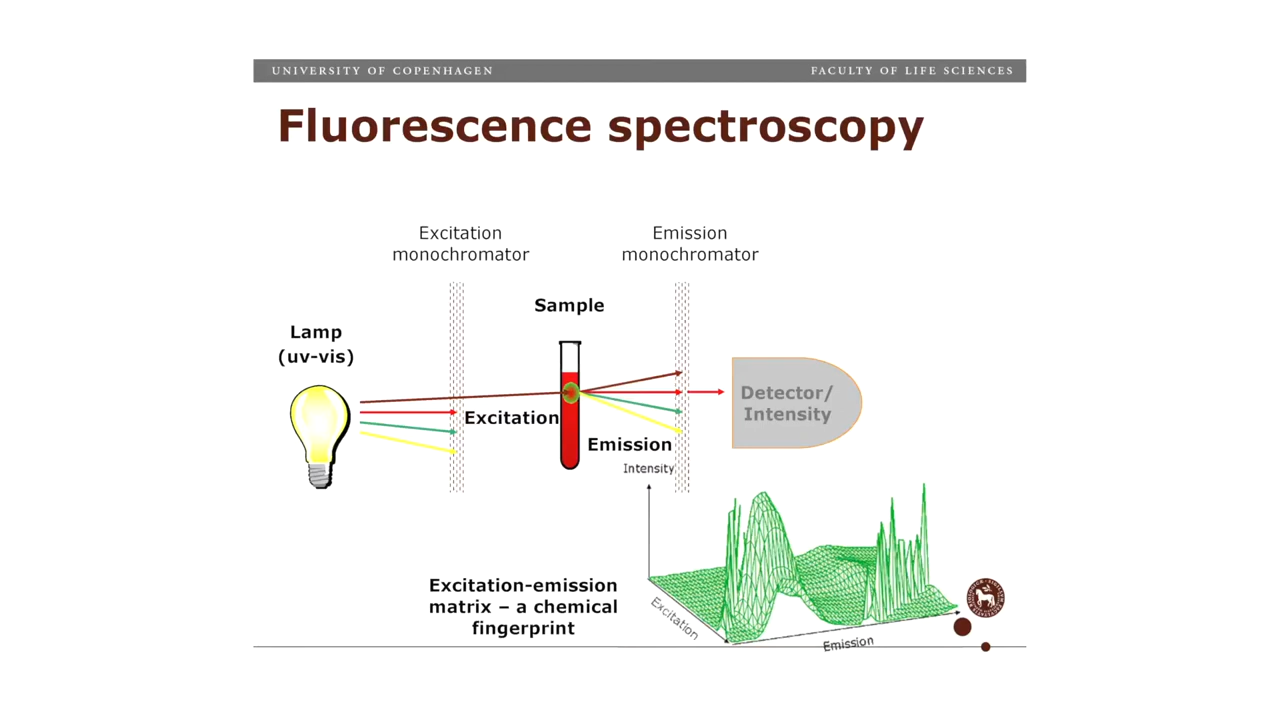 UNIVERSITY OF COPENHAGEN
FACULTY OF LIFE SCIENCES
Fluorescence spectroscopy
Excitation
monochromator
Emission
monochromator
Sample
Lamp
(uv-vis)
Detector/
Intensity
Excitation
Emission
Intensity
Excitation-emission
matrix – a chemical
fingerprint
Excitation
Emission